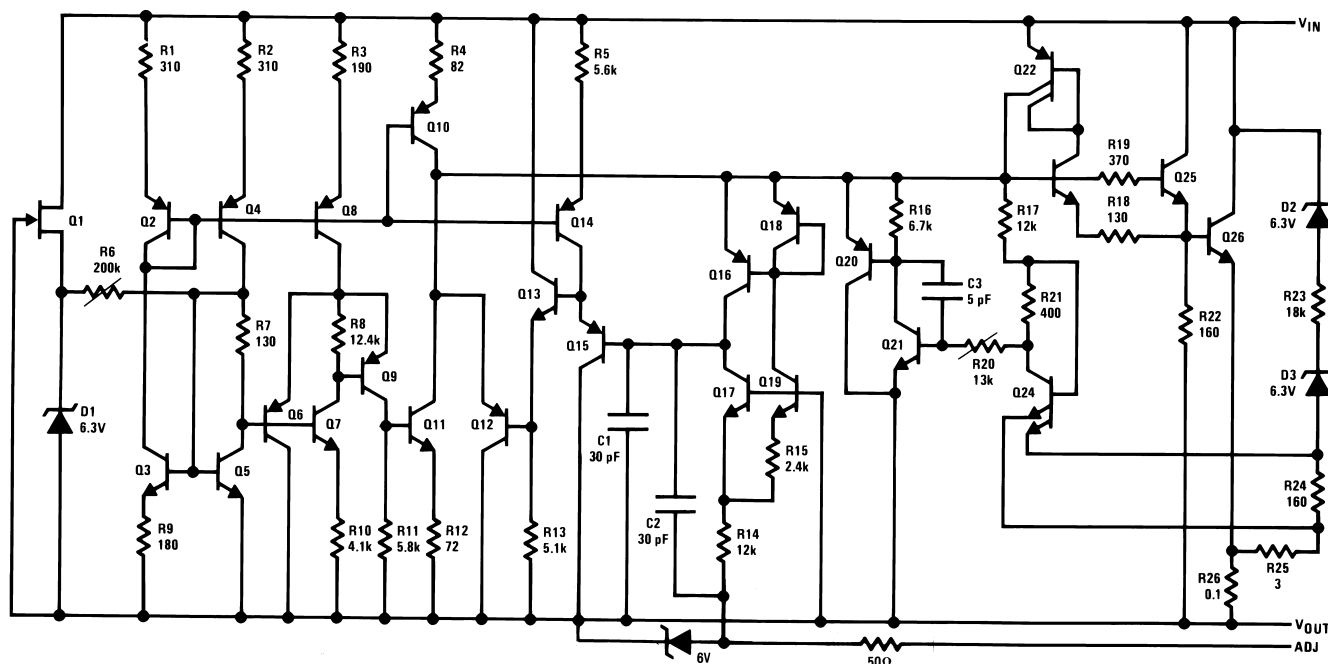 VIN
R1
310
R2
310
R3
190
R4
82
R5
5.6k
Q22
Q10
R19
370
Q25
Q1
Q2
Q4
Q8
Q14
Q18
R16
6.7k
R17
12k
R18
130
Q26
D2
6.3V
R6
200k
Q16
Q20
C3
5 pF
Q13
R7
130
R8
12.4k
R21
400
R22
160
R23
18k
Q15
Q21
R20
13k
Q9
D1
6.3V
Q6
Q7
Q11
Q12
Q17
Q19
Q24
D3
6.3V
C1
30 pF
R15
2.4k
Q3
Q5
R24
160
R9
180
R10
4.1k
R11
5.8k
R12
72
R13
5.1k
C2
30 pF
R14
12k
R25
3
R26
0.1
VOUT
ADJ
6V
50Ω